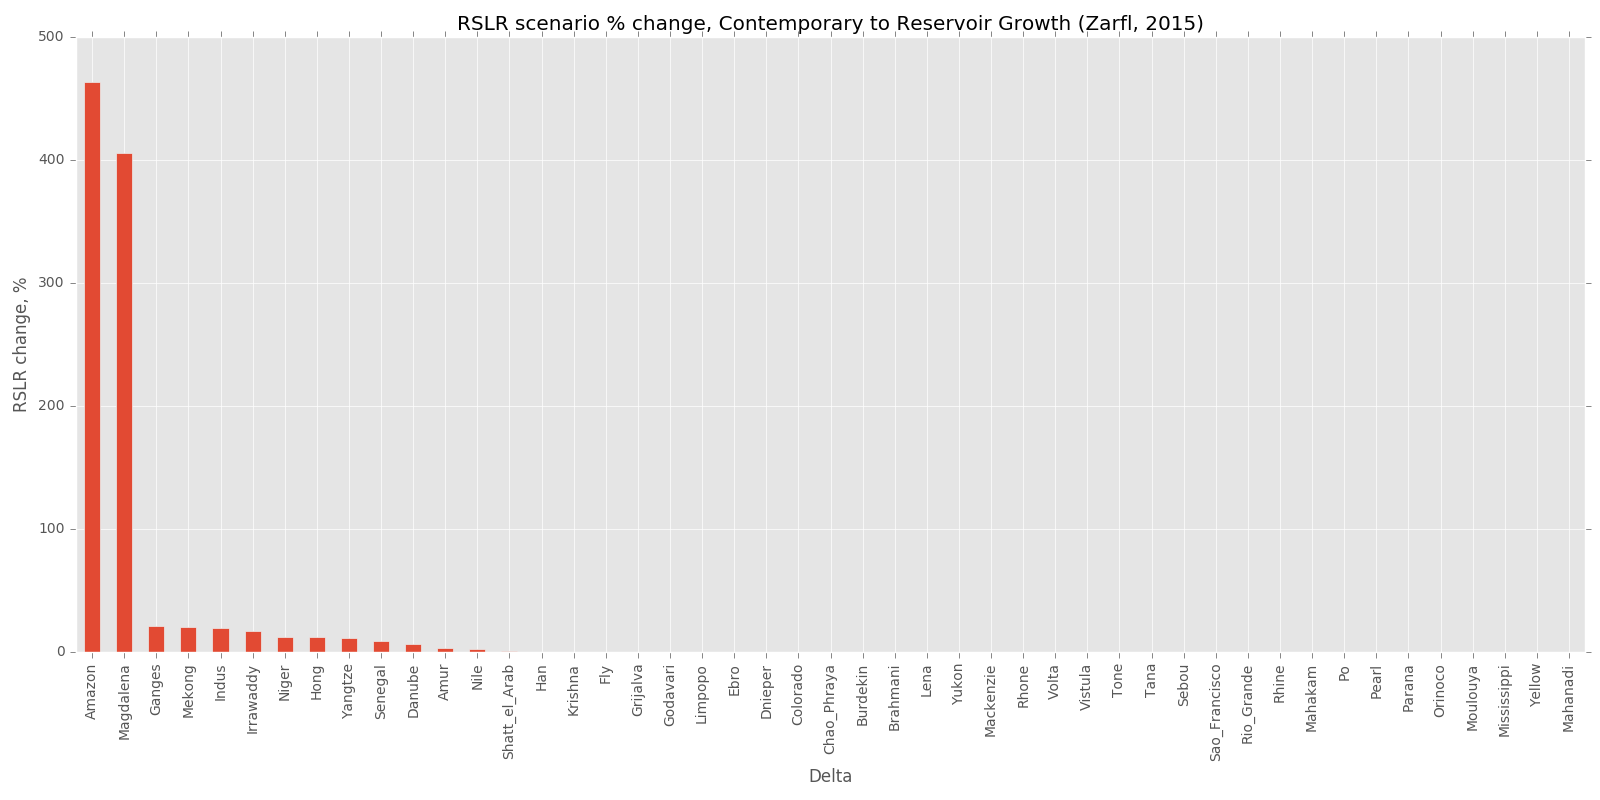 RSLR scenario % change, Contemporary to Reservoir Growth (Zarfl, 2015)
RSLR change, %
500
400
300
200
100
0
Amazon
Magdalena
Ganges
Mekong
Indus
Irrawaddy
Niger
Hong
Yangtze
Senegal
Danube
Amur
Nile
Shatt_el_Arab
Han
Krishna
Fly
Grijalva
Godavari
Limpopo
Ebro
Dnieper
Colorado
Chao_Phraya
Burdekin
Brahmani
Lena
Yukon
Mackenzie
Rhone
Volta
Vistula
Tone
Tana
Sebou
Sao_Francisco
Rio_Grande
Rhine
Mahakam
Po
Pearl
Parana
Orinoco
Moulouya
Mississippi
Yellow
Mahanadi
Delta